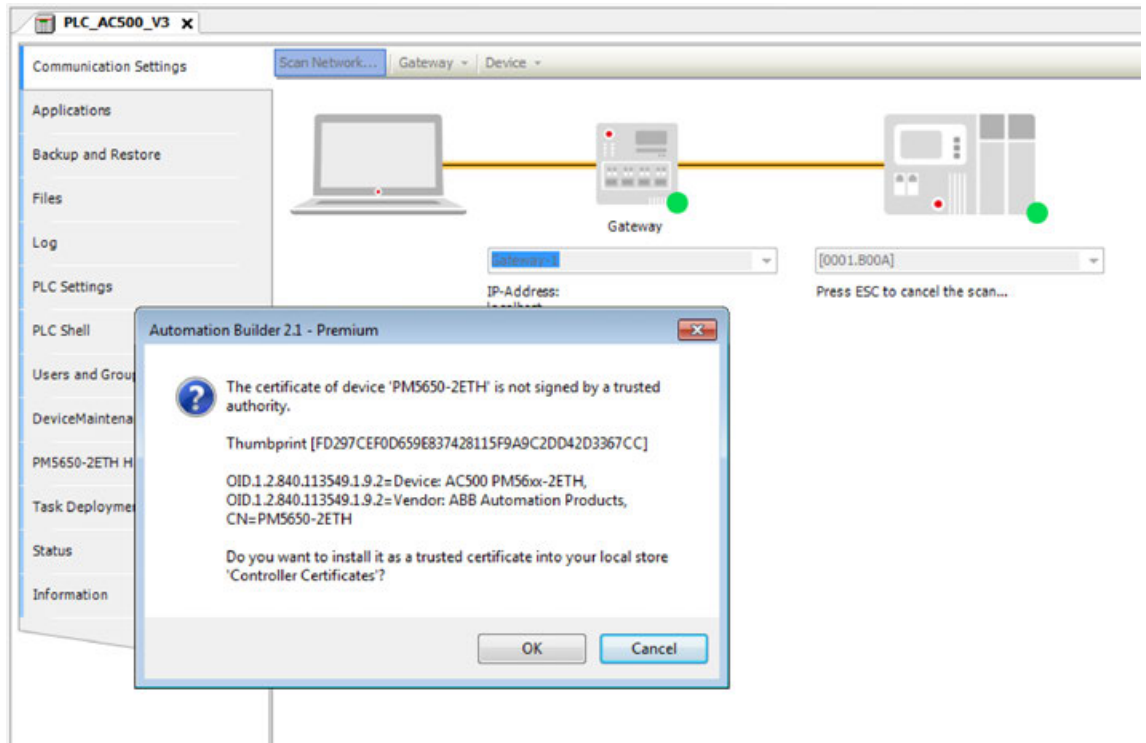 PLC_AC500_V3 x
Communication Settings
Scan Network...
Gateway
Device
Applications
Backup and Restore
Files
Log
PLC Settings
PLC Shell
Users and Grou
DeviceMaintena
PM5650-2ETH H
Task Deployme
Status
Information
Gateway
Gateway-1
[0001.B00A]
IP-Address:
localhost
Press ESC to cancel the scan...
Automation Builder 2.1 - Premium
The certificate of device 'PM5650-2ETH' is not signed by a trusted
authority.
Thumbprint [FD297CEF0D659E837428115F9A9C2DD42D3367CC]
OID.1.2.840.113549.1.9.2=Device: AC500 PM56xx-2ETH,
OID.1.2.840.113549.1.9.2=Vendor: ABB Automation Products,
CN=PM5650-2ETH
Do you want to install it as a trusted certificate into your local store
'Controller Certificates'?
OK
Cancel